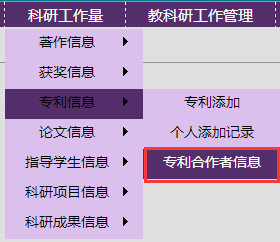 科研工作量 教科研工作管理
著作信息
获奖信息
专利信息 专利添加
论文信息 个人添加记录
指导学生信息 专利合作者信息
科研项目信息
科研成果信息